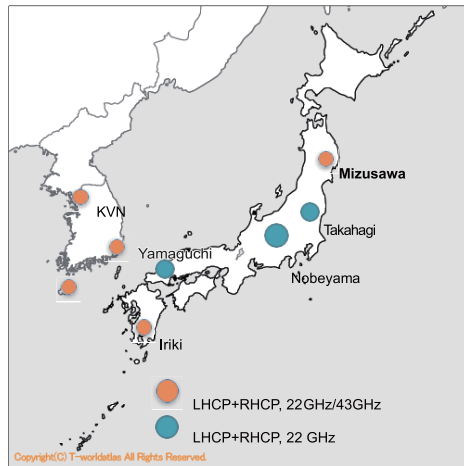 Mizusawa
KVN
Takahagi
Yamaguchi
Nobeyama
Iriki
LHCP+RHCP, 22GHz/43GHz
LHCP+RHCP, 22 GHz
Copyright(C) T-worldatlas All Rights Reserved.